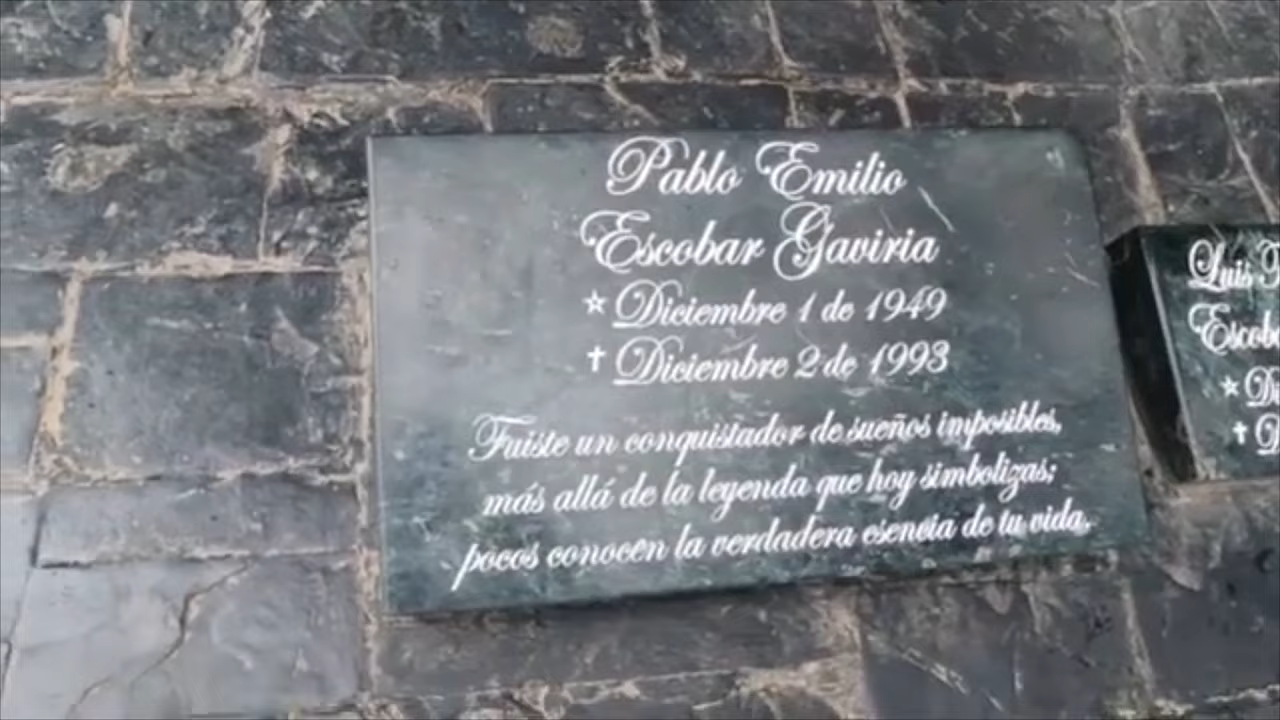 Pablo Emilio
Escobar Gaviria
☆ Diciembre 1 de 1949
† Diciembre 2 de 1993
Fuiste un conquistador de sueños imposibles,
más allá de la leyenda que hoy simbolizas;
pocos conocen la verdadera esencia de tu vida.
Luis